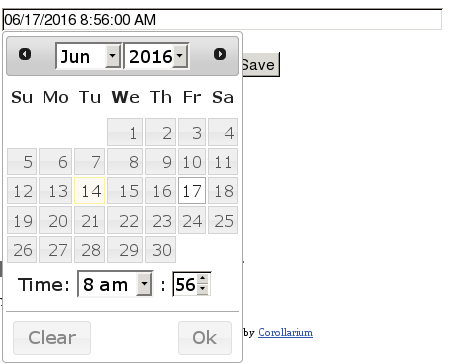 06/17/2016 8:56:00 AM
Jun 2016
Save
Su Mo Tu We Th Fr Sa
1 2 3 4
5 6 7 8 9 10 11
12 13 14 15 16 17 18
19 20 21 22 23 24 25
26 27 28 29 30
Time: 8 am : 56
Clear Ok
by Corollarium